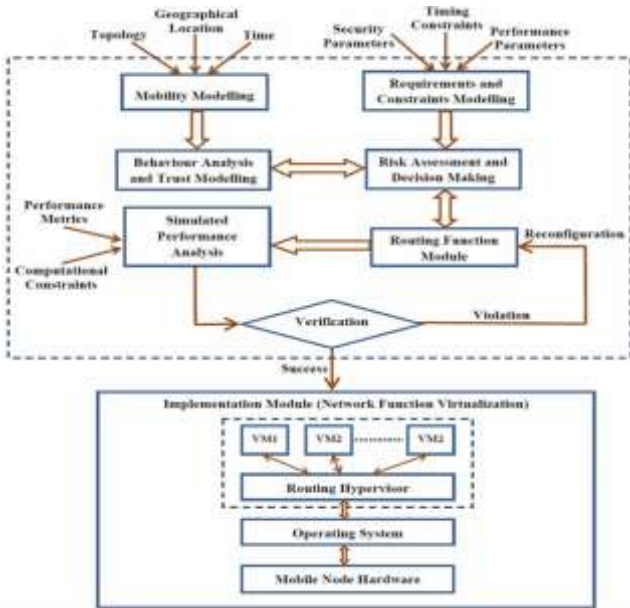 Geographical
Location
Topology
Time
Timing
Constraints
Security
Parameters
Performance
Parameters
Mobility Modelling
Requirements and
Constraints Modelling
Behaviour Analysis
and Trust Modelling
Risk Assessment and
Decision Making
Performance
Metrics
Simulated
Performance
Analysis
Routing Function
Module
Reconfiguration
Computational
Constraints
Verification
Violation
Success
Implementation Module (Network Function Virtualization)
VM1
VM2
VM2
Routing Hypervisor
Operating System
Mobile Node Hardware